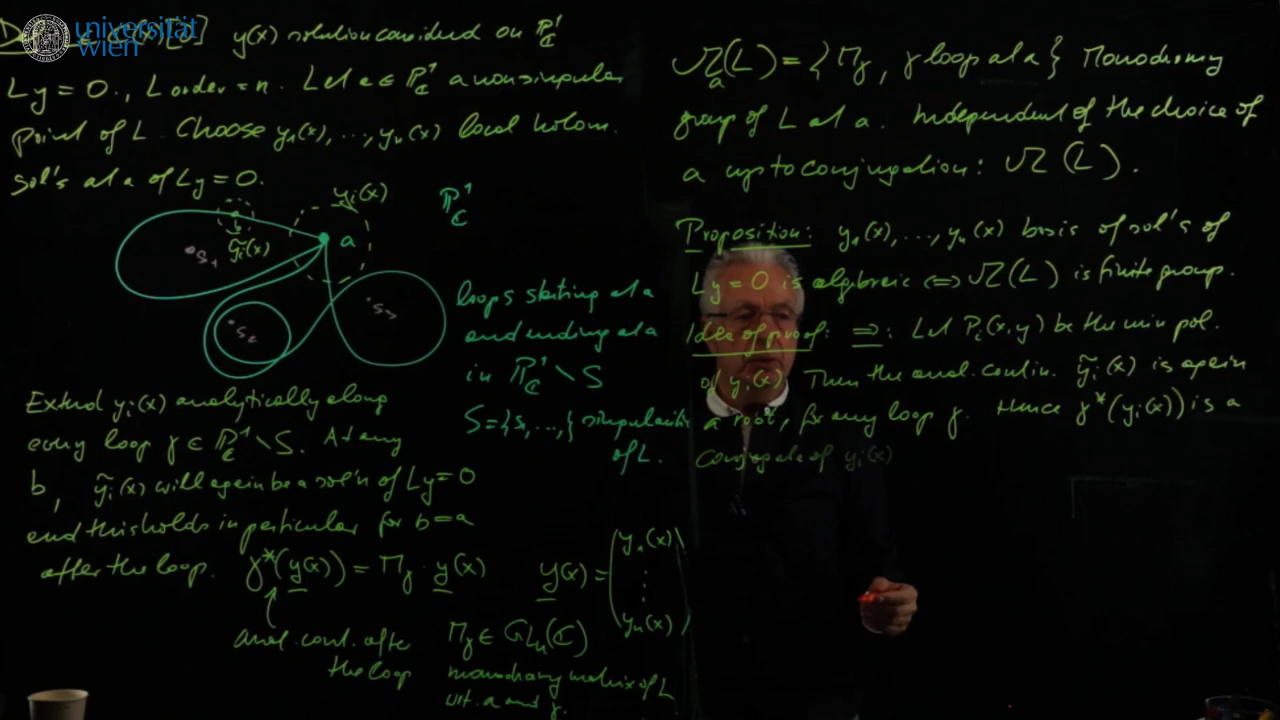 universität
wien
y(x) solution considered on ℙ¹_ℂ
Ly = 0., L order = n. Let a ∈ ℙ¹_ℂ a nonsingular
point of L. Choose y₁(x), ..., yₙ(x) local holom.
sol's at a of Ly = 0.
yᵢ(x)
ỹᵢ(x)
a
s₁
s₂
s₃
ℙ¹_ℂ
loops starting at a
and ending at a
in ℙ¹_ℂ \ S
S = {s₁, ..., } singularities
of L.
Extend yᵢ(x) analytically along
every loop γ ∈ ℙ¹_ℂ \ S. At any
b, ỹᵢ(x) will again be a sol'n of Ly = 0
and this holds in particular for b = a
after the loop. γ*(y(x)) = M_γ · y(x)
y(x) = (y₁(x) ⋮ yₙ(x))
anal. cont. after
the loop
M_γ ∈ GLₙ(ℂ)
monodromy matrix of L
w.r.t. a and γ.
(L) = { M_γ, γ loop at a } Monodromy
a
group of L at a. Independent of the choice of
a up to conjugation: (L).
Proposition: y₁(x), ..., yₙ(x) basis of sol's of
Ly = 0 is algebraic ⟺ (L) is finite group.
Idea of proof: ⇒: Let Pᵢ(x,y) be the min pol.
of yᵢ(x). Then the anal. contin. ỹᵢ(x) is again
a root, for any loop γ. Hence γ*(yᵢ(x)) is a
conjugate of yᵢ(x)